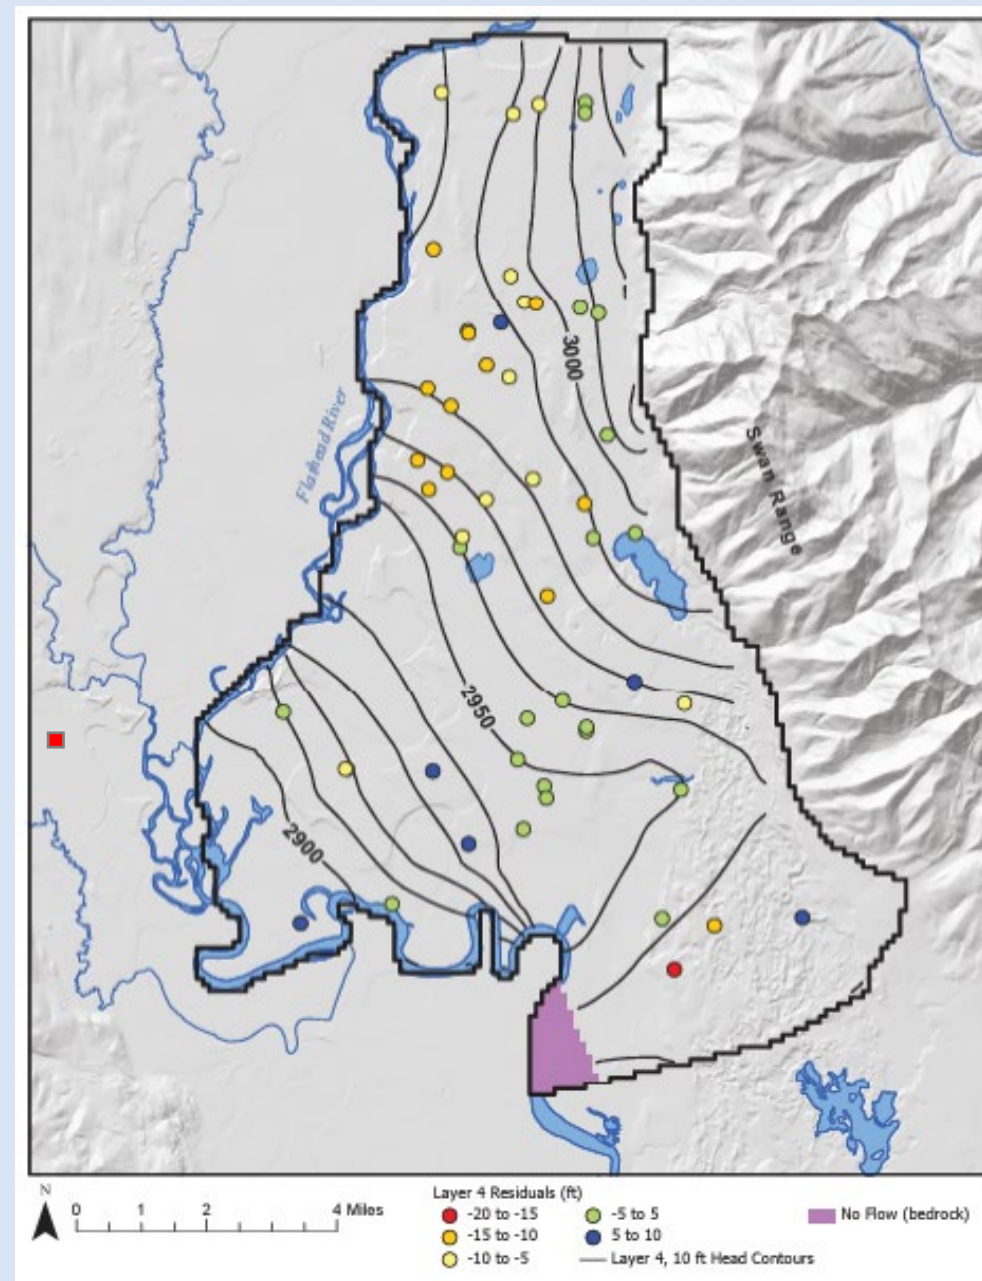 3000
Flathead River
Swan Range
2950
2900
N
0 1 2 4 Miles
Layer 4 Residuals (ft)
-20 to -15
-15 to -10
-10 to -5
-5 to 5
5 to 10
Layer 4, 10 ft Head Contours
No Flow (bedrock)